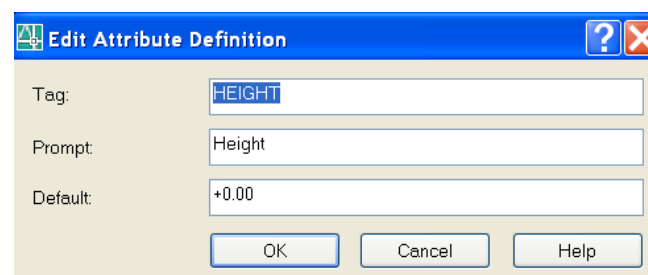 Edit Attribute Definition ?
Tag: HEIGHT
Prompt: Height
Default: +0.00
OK Cancel Help